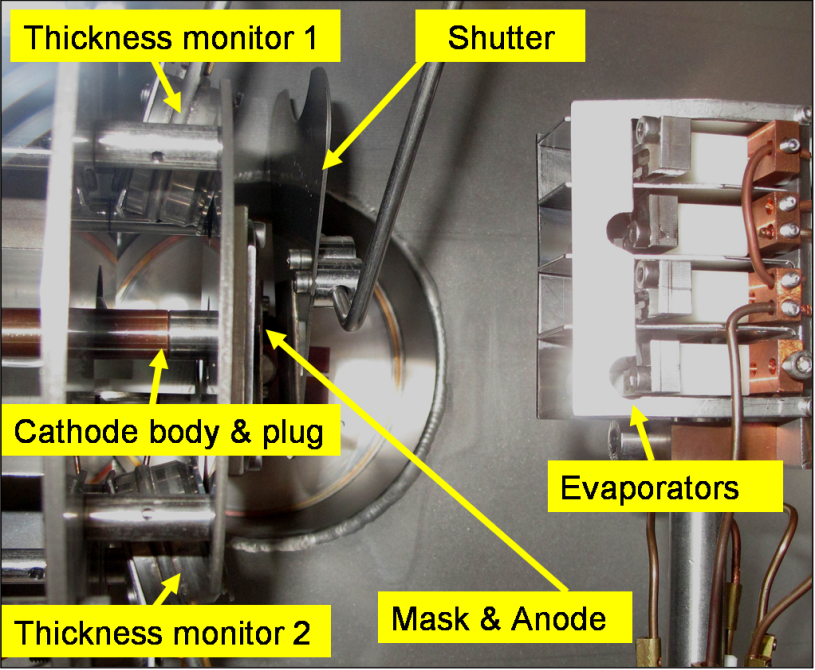 Thickness monitor 1
Shutter
Cathode body & plug
Evaporators
Mask & Anode
Thickness monitor 2